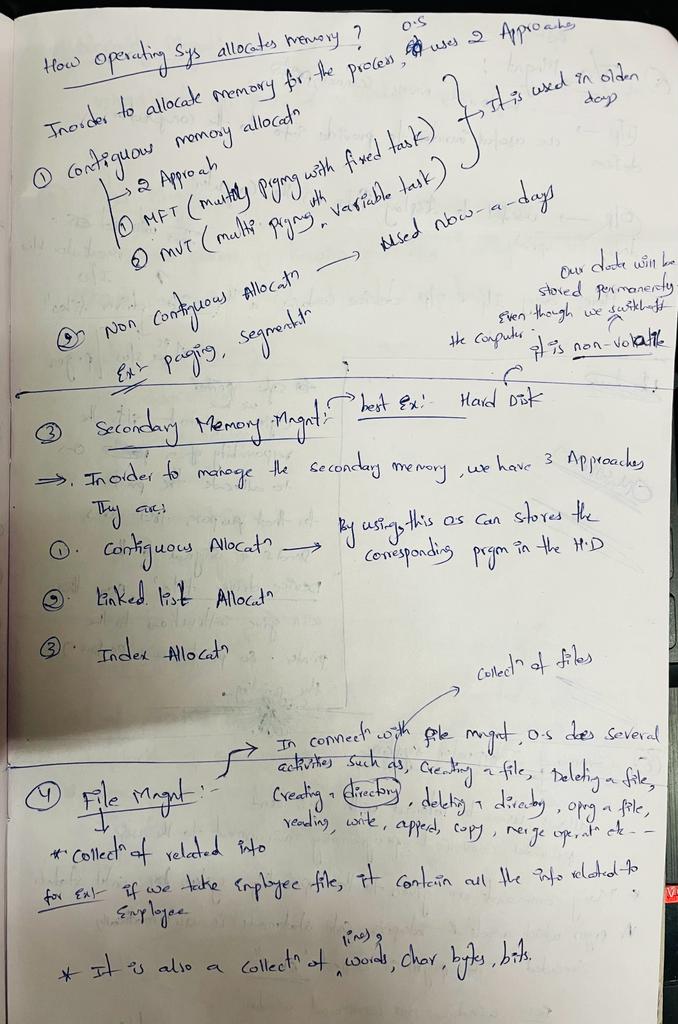 How Operating Sys allocates memory?
Inorder to allocate memory for the process, O.S uses 2 Approaches
① Contiguous memory allocatⁿ
→ 2 Approah
① MFT (multiply Prgmg with fixed task)
② MVT (multi prgmg with variable task)
→ It is used in olden days
② Non Contiguous Allocatⁿ → Used now-a-days
Ex:- paging, segmentatⁿ
Our data will be
stored permanently
Even though we switchoff
the computer.
it is non-volatile
③ Secondary Memory Mngnt:- → best Ex:- Hard Disk
⇒. Inorder to manage the secondary memory, we have 3 Approaches
They are:
①. Contiguous Allocatⁿ → By using, this OS can stores the
corresponding prgm in the H.D
②. Linked list Allocatⁿ
③. Index Allocatⁿ
Collectⁿ of files
④ File Mngnt:- → In connectⁿ with file mngnt, O.S does several
activities such as, Creating a file, Deleting a file,
Creating a directory, deleting a directory, opng a file,
reading, write, append, copy, merge operatⁿ etc--
* Collectⁿ of related info
for Ex:- if we take Employee file, it contain all the info related to
Employee
* It is also a collectⁿ of lines, words, char, bytes, bits.